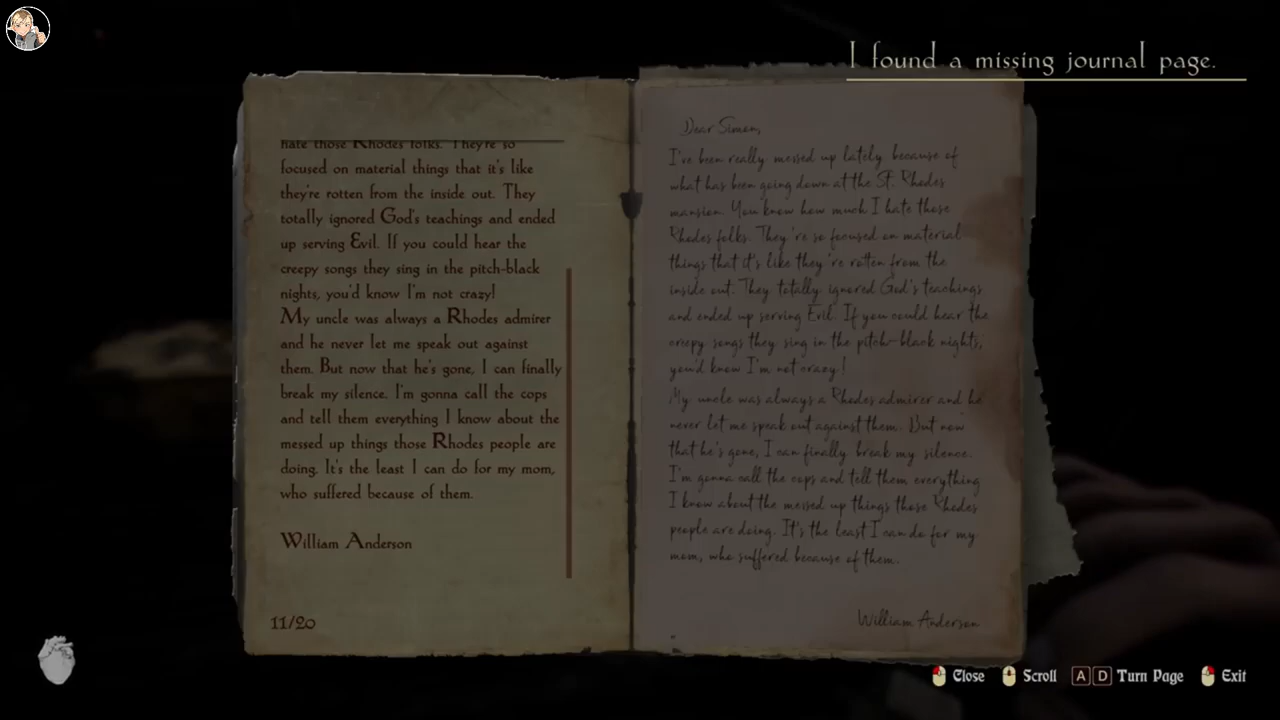 I found a missing journal page.
hate those Rhodes folks. They're so
focused on material things that it's like
they're rotten from the inside out. They
totally ignored God's teachings and ended
up serving Evil. If you could hear the
creepy songs they sing in the pitch-black
nights, you'd know I'm not crazy!
My uncle was always a Rhodes admirer
and he never let me speak out against
them. But now that he's gone, I can finally
break my silence. I'm gonna call the cops
and tell them everything I know about the
messed up things those Rhodes people are
doing. It's the least I can do for my mom,
who suffered because of them.
William Anderson
11/20
Dear Simon,
I've been really messed up lately because of
what has been going down at the St. Rhodes
mansion. You know how much I hate those
Rhodes folks. They're so focused on material
things that it's like they're rotten from the
inside out. They totally ignored God's teachings
and ended up serving Evil. If you could hear the
creepy songs they sing in the pitch-black nights,
you'd know I'm not crazy!
My uncle was always a Rhodes admirer and he
never let me speak out against them. But now
that he's gone, I can finally break my silence.
I'm gonna call the cops and tell them everything
I know about the messed up things those Rhodes
people are doing. It's the least I can do for my
mom, who suffered because of them.
William Anderson
Close Scroll A D Turn Page Exit